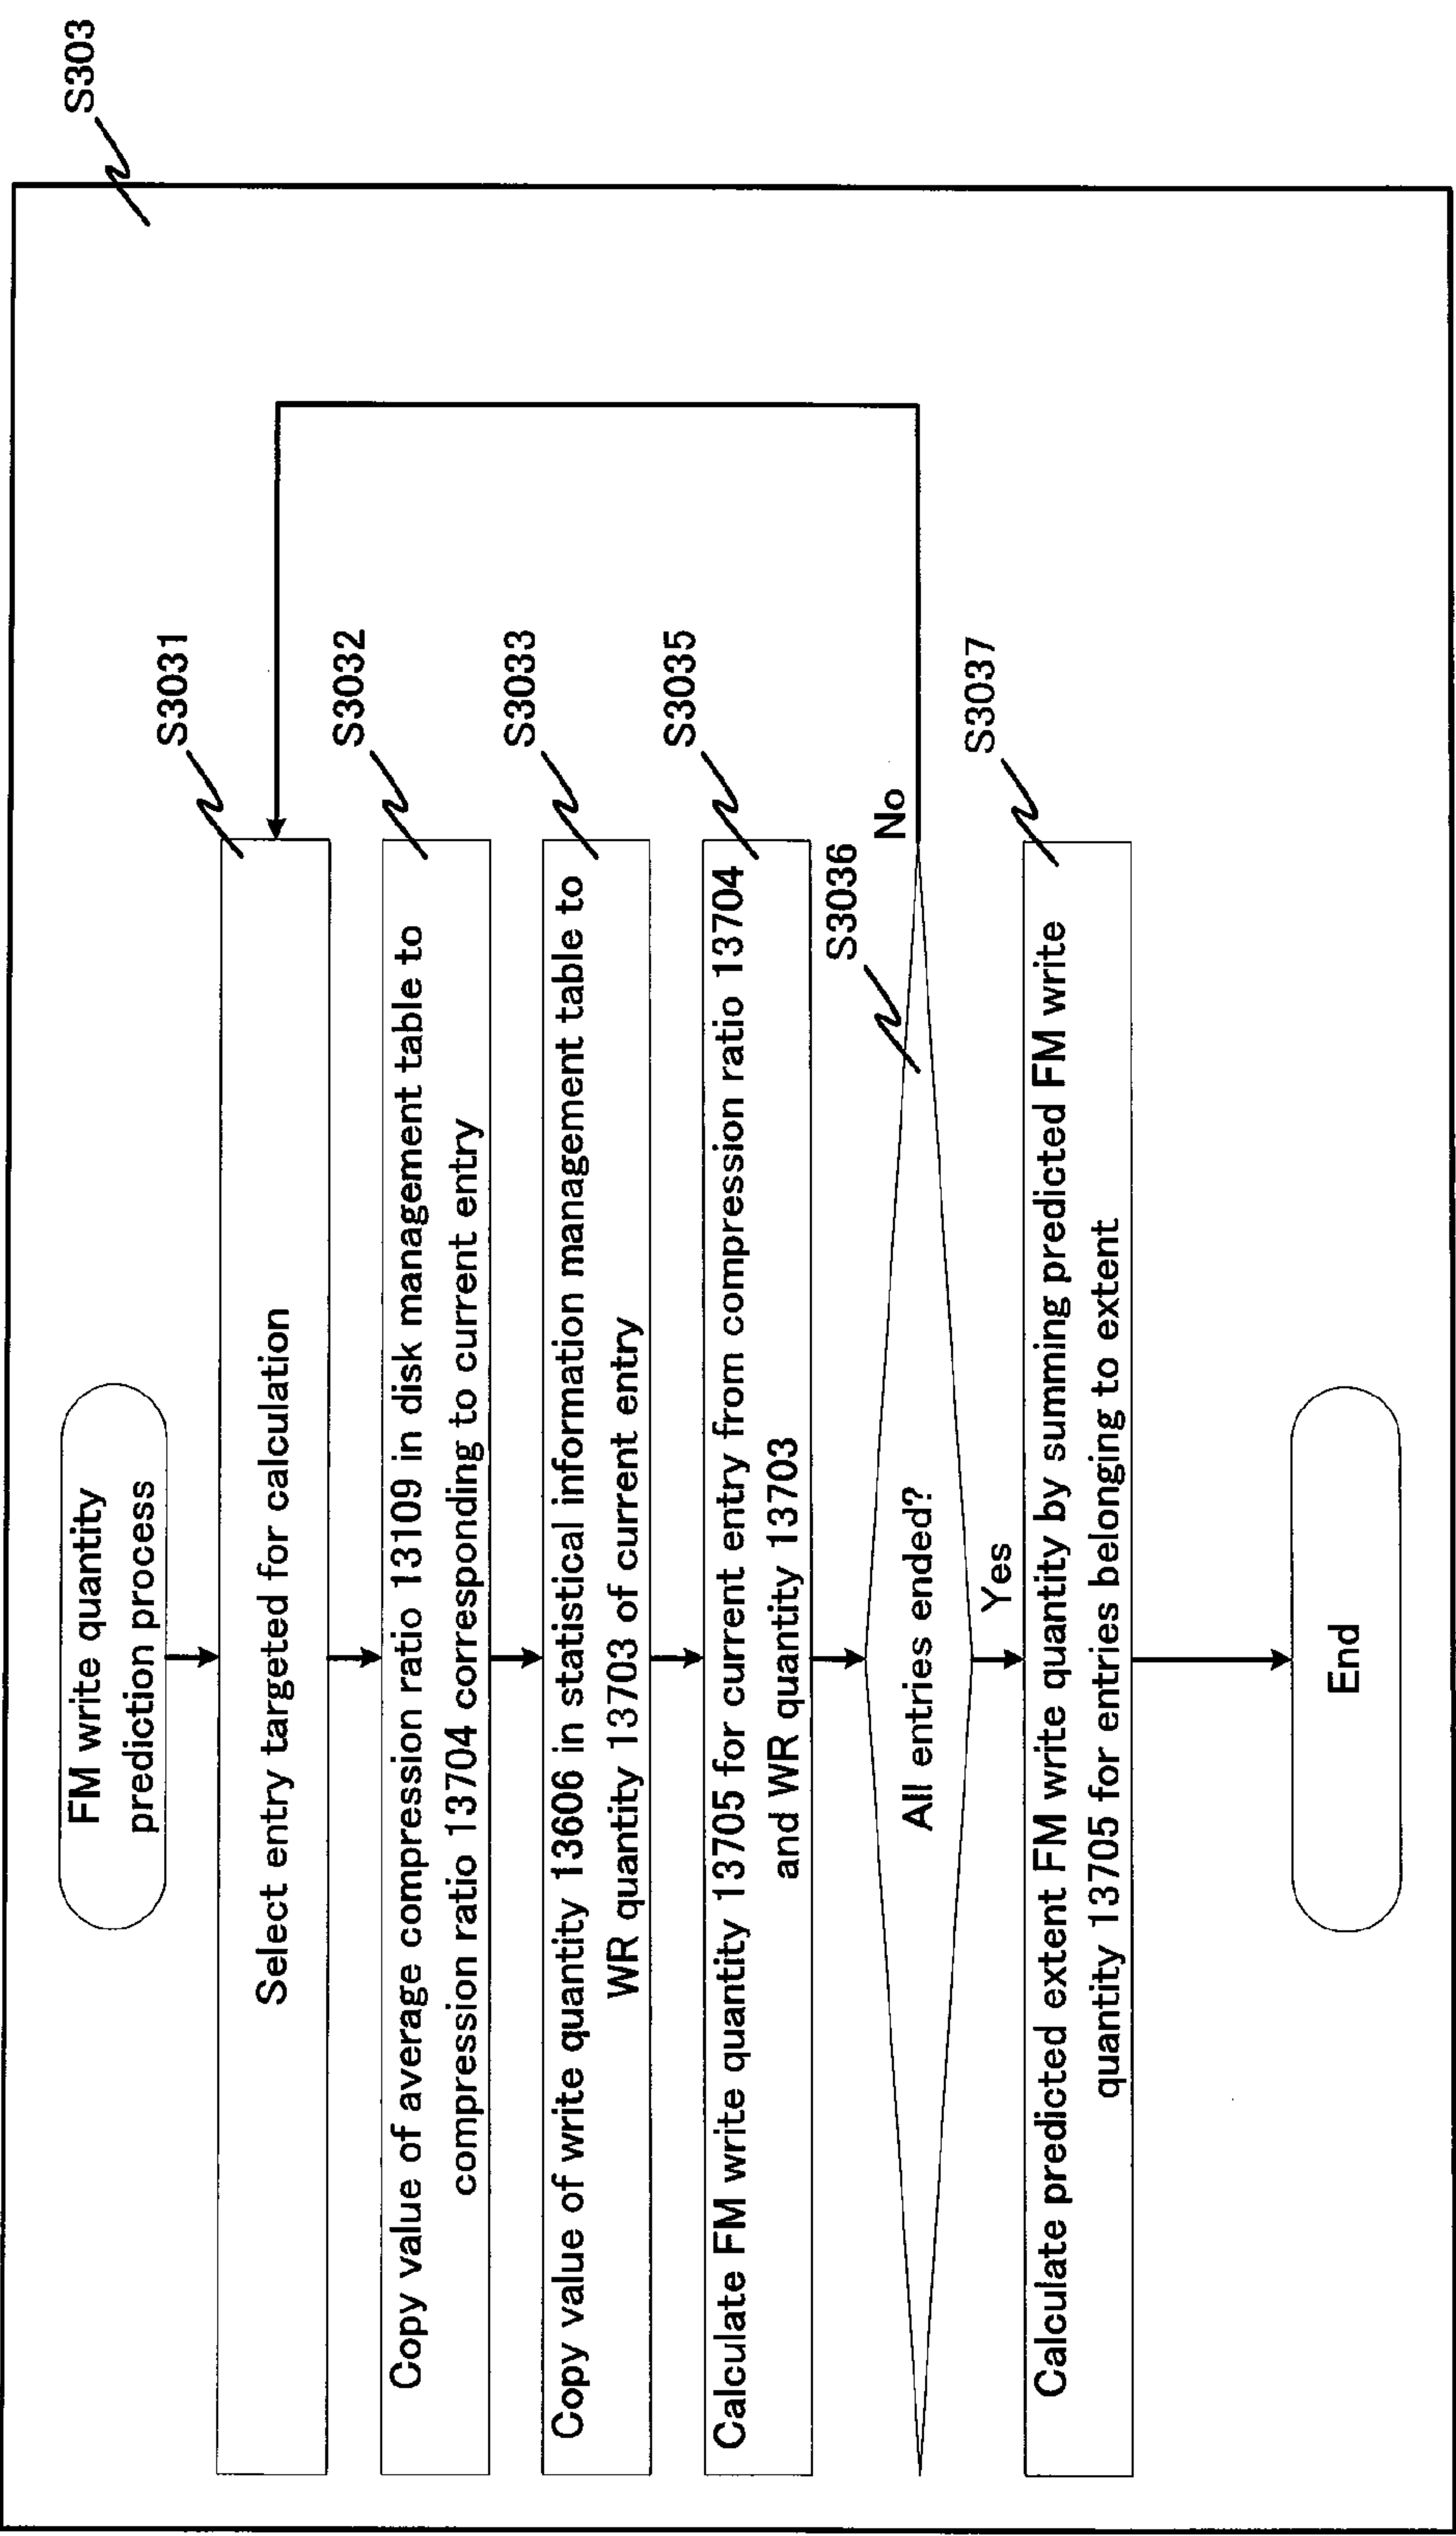 S303
FM write quantity
prediction process
S3031
Select entry targeted for calculation
S3032
Copy value of average compression ratio 13109 in disk management table to
compression ratio 13704 corresponding to current entry
S3033
Copy value of write quantity 13606 in statistical information management table to
WR quantity 13703 of current entry
S3035
Calculate FM write quantity 13705 for current entry from compression ratio 13704
and WR quantity 13703
S3036
All entries ended?
No
Yes
S3037
Calculate predicted extent FM write quantity by summing predicted FM write
quantity 13705 for entries belonging to extent
End